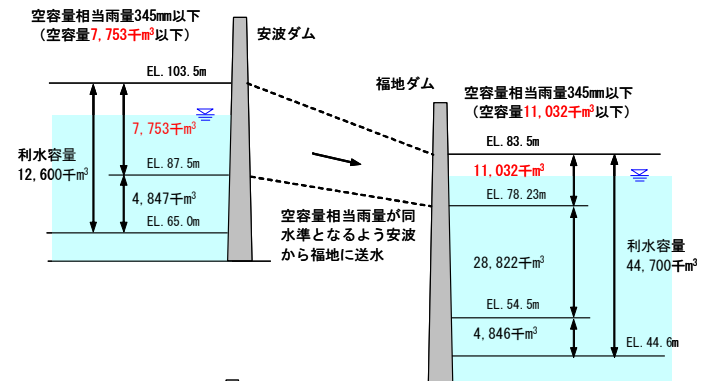 空容量相当雨量345mm以下
(空容量7,753千m³以下)
安波ダム
EL.103.5m
7,753千m³
利水容量
12,600千m³
EL.87.5m
4,847千m³
EL.65.0m
空容量相当雨量が同
水準となるよう安波
から福地に送水
福地ダム
空容量相当雨量345mm以下
(空容量11,032千m³以下)
EL.83.5m
11,032千m³
EL.78.23m
28,822千m³
利水容量
44,700千m³
EL.54.5m
4,846千m³
EL.44.6m